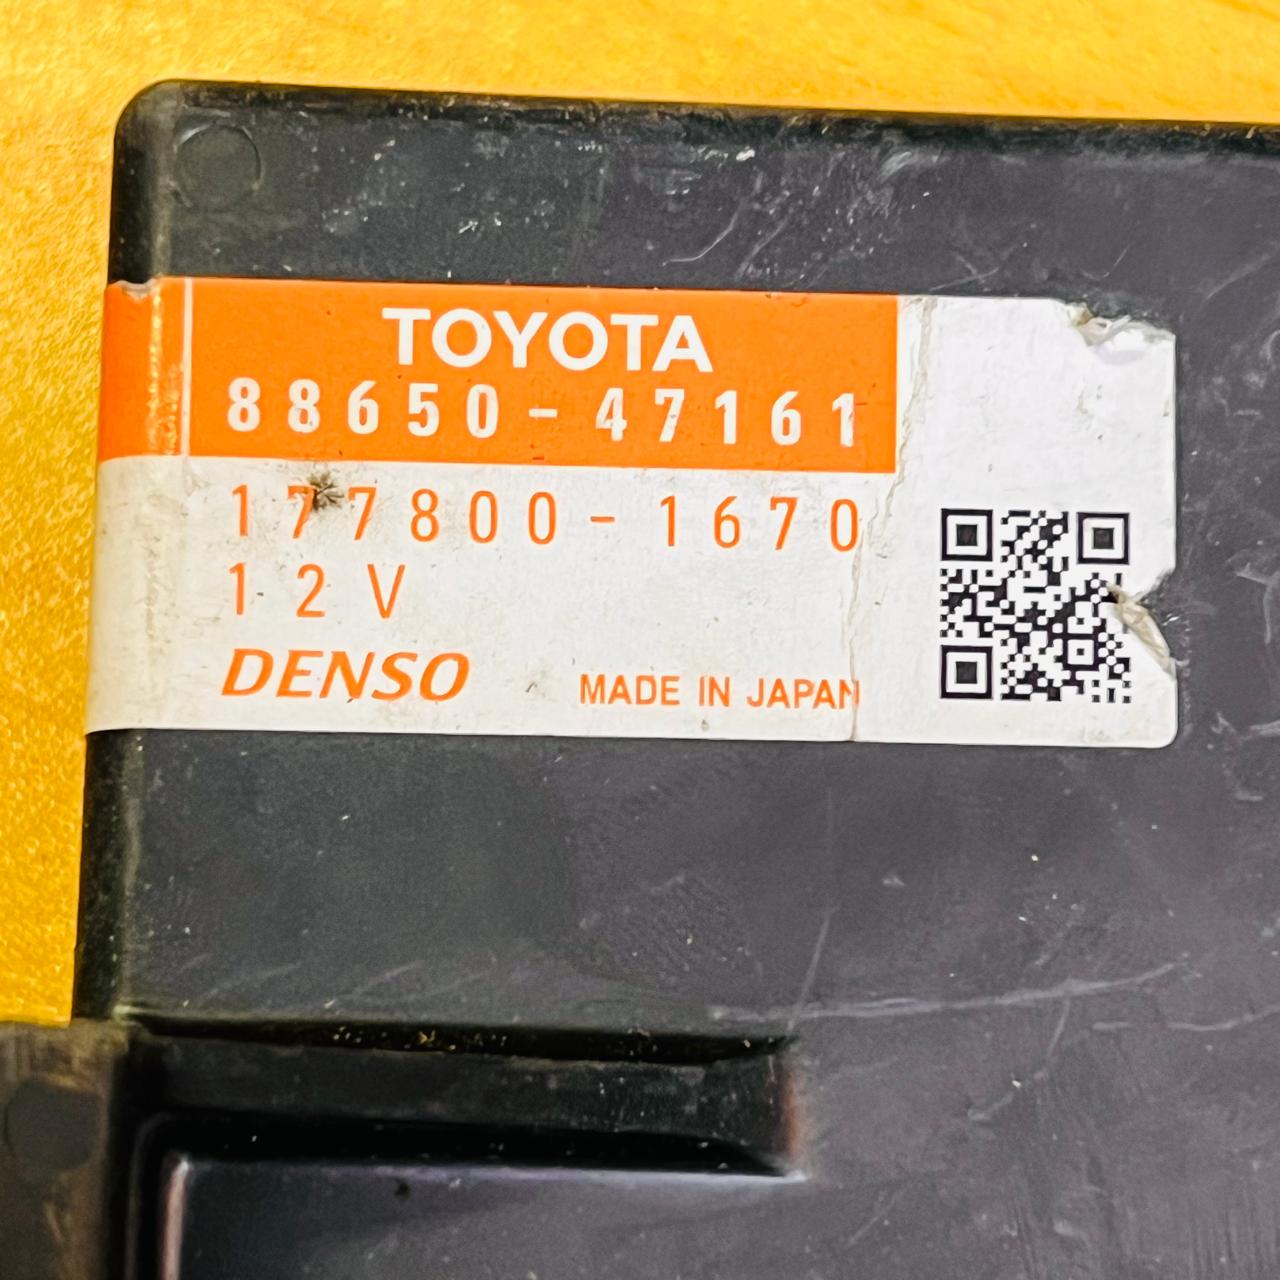 TOYOTA
88650-47161
177800-1670
12V
DENSO
MADE IN JAPAN